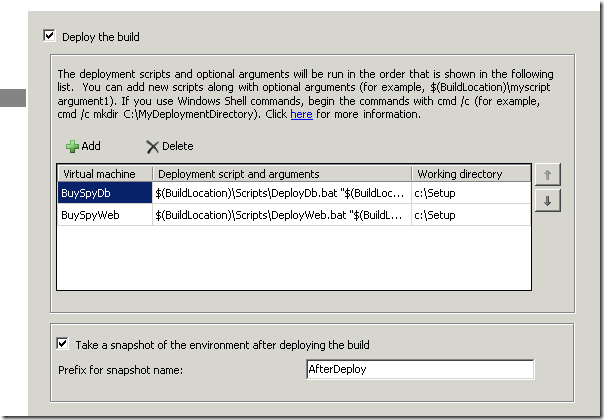 Deploy the build
The deployment scripts and optional arguments will be run in the order that is shown in the following
list. You can add new scripts along with optional arguments (for example, $(BuildLocation)\myscript
argument1). If you use Windows Shell commands, begin the commands with cmd /c (for example,
cmd /c mkdir C:\MyDeploymentDirectory). Click here for more information.
Add Delete
Virtual machine Deployment script and arguments Working directory
BuySpyDb $(BuildLocation)\Scripts\DeployDb.bat "$(BuildLoc... c:\Setup
BuySpyWeb $(BuildLocation)\Scripts\DeployWeb.bat "$(BuildL... c:\Setup
Take a snapshot of the environment after deploying the build
Prefix for snapshot name: AfterDeploy